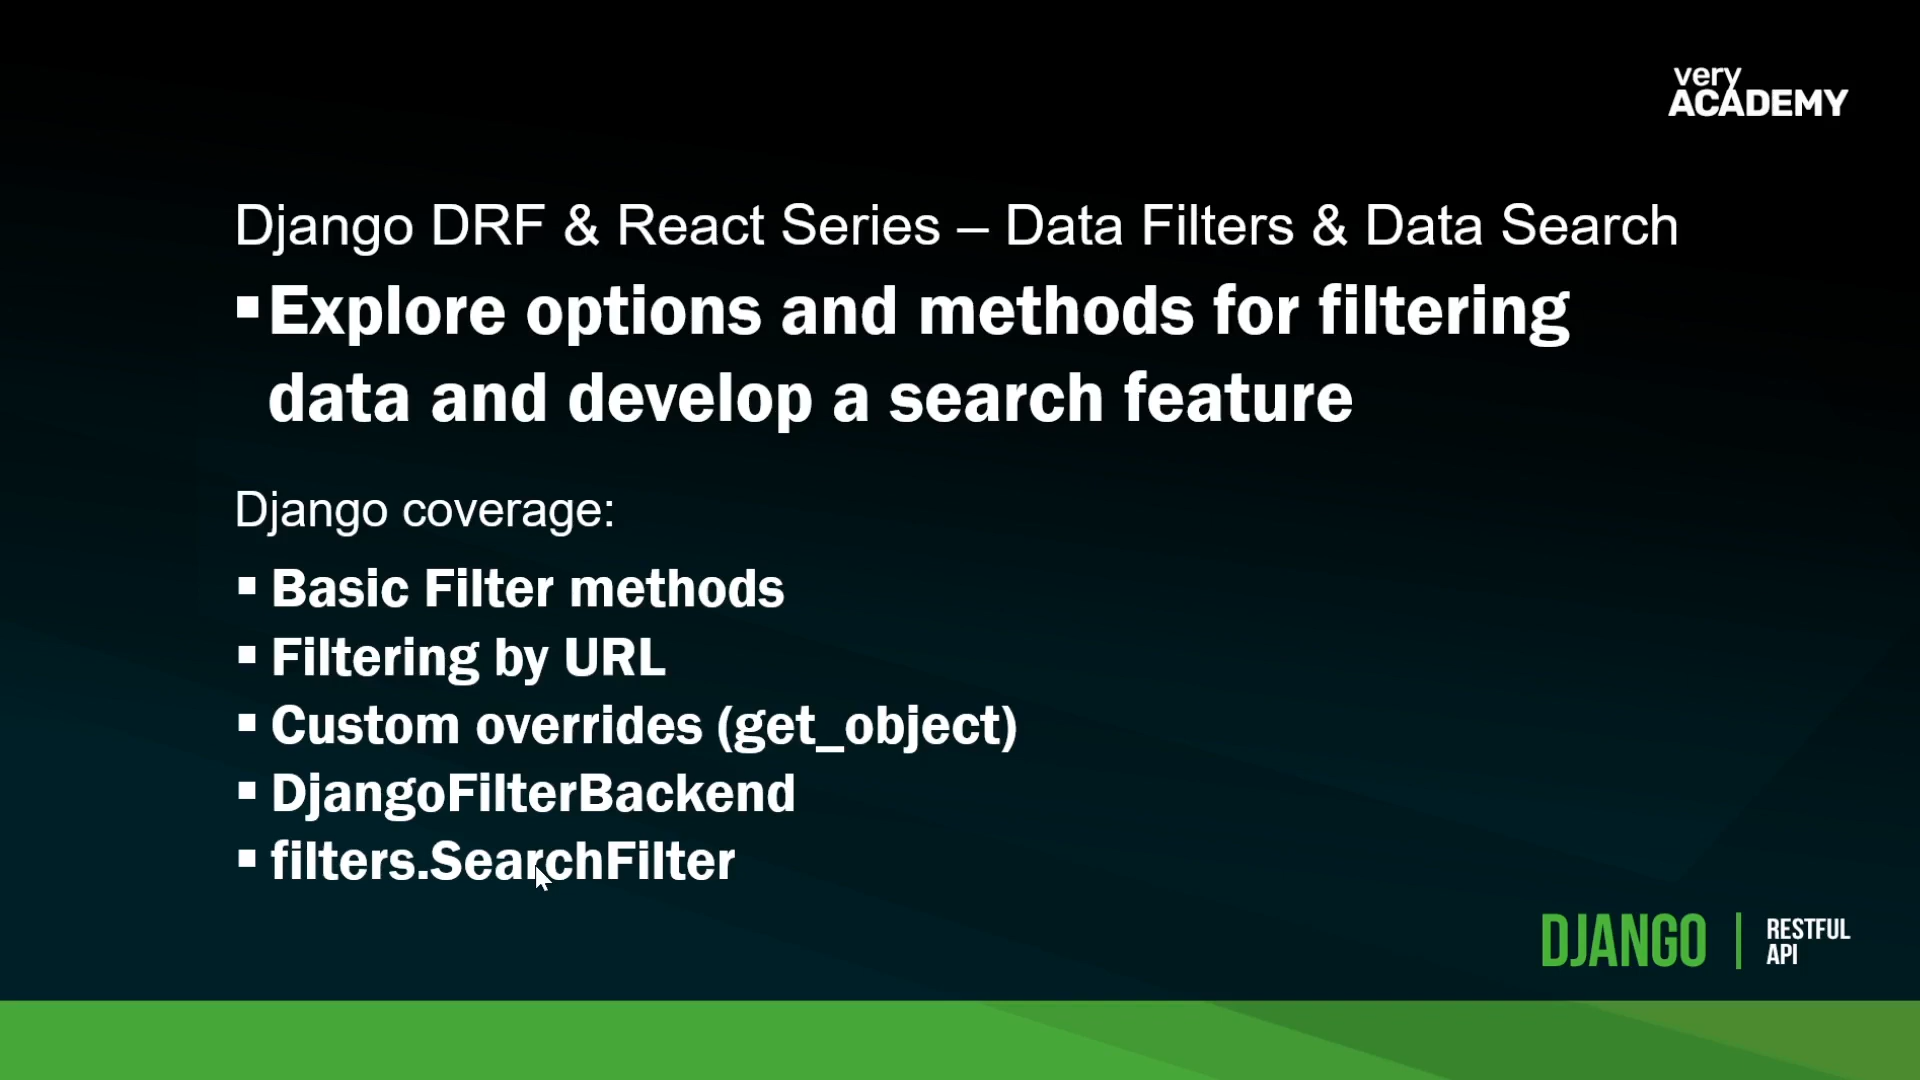 very
ACADEMY
Django DRF & React Series – Data Filters & Data Search
▪Explore options and methods for filtering
data and develop a search feature
Django coverage:
▪ Basic Filter methods
▪ Filtering by URL
▪ Custom overrides (get_object)
▪ DjangoFilterBackend
▪ filters.SearchFilter
DJANGO | RESTFUL
API